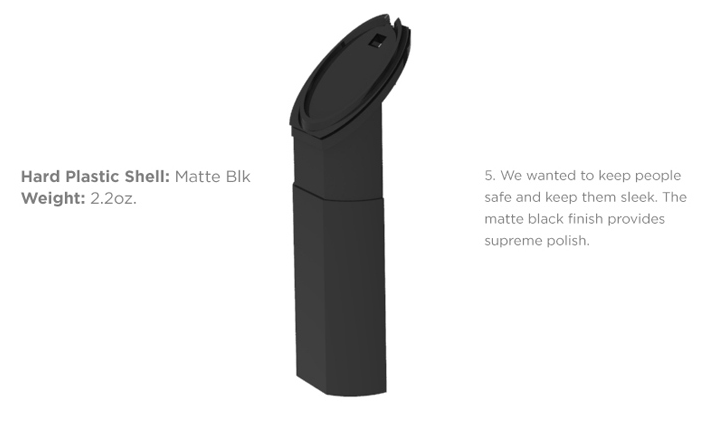 Hard Plastic Shell: Matte Blk
Weight: 2.2oz.
5. We wanted to keep people
safe and keep them sleek. The
matte black finish provides
supreme polish.